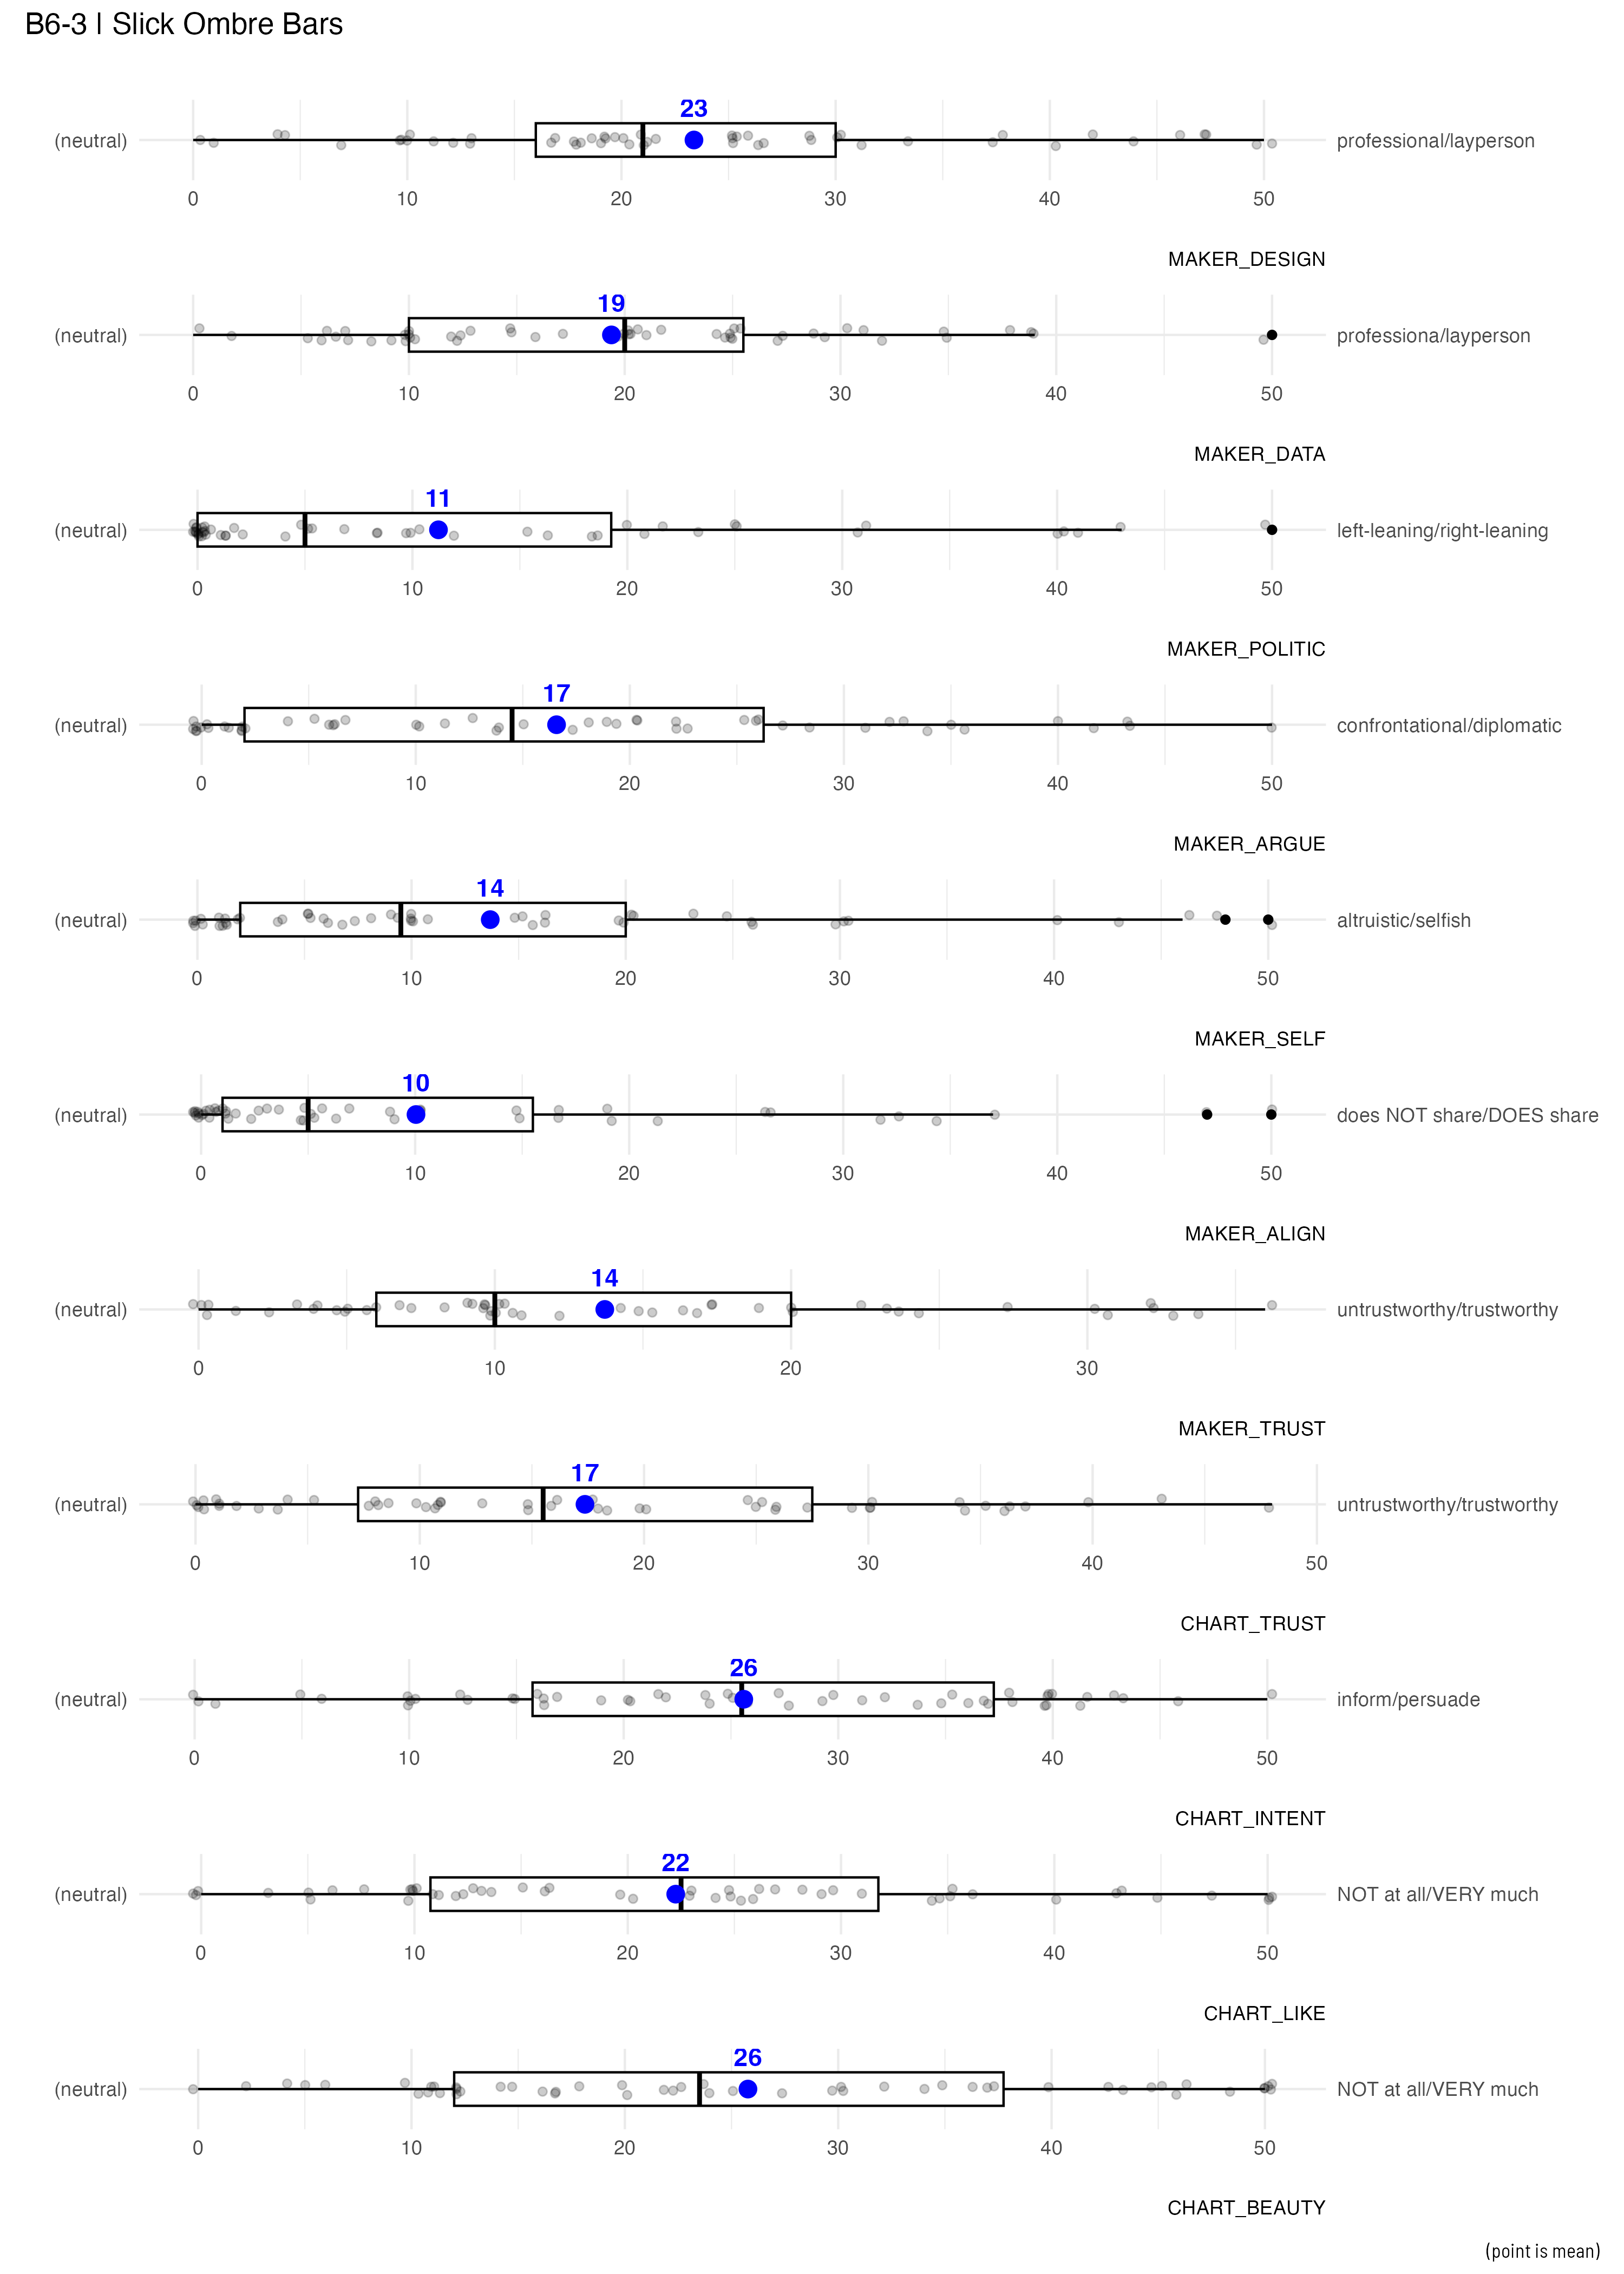 B6-3 | Slick Ombre Bars
23
(neutral) professional/layperson
0 10 20 30 40 50
MAKER_DESIGN
19
(neutral) professiona/layperson
0 10 20 30 40 50
MAKER_DATA
11
(neutral) left-leaning/right-leaning
0 10 20 30 40 50
MAKER_POLITIC
17
(neutral) confrontational/diplomatic
0 10 20 30 40 50
MAKER_ARGUE
14
(neutral) altruistic/selfish
0 10 20 30 40 50
MAKER_SELF
10
(neutral) does NOT share/DOES share
0 10 20 30 40 50
MAKER_ALIGN
14
(neutral) untrustworthy/trustworthy
0 10 20 30
MAKER_TRUST
17
(neutral) untrustworthy/trustworthy
0 10 20 30 40 50
CHART_TRUST
26
(neutral) inform/persuade
0 10 20 30 40 50
CHART_INTENT
22
(neutral) NOT at all/VERY much
0 10 20 30 40 50
CHART_LIKE
26
(neutral) NOT at all/VERY much
0 10 20 30 40 50
CHART_BEAUTY
(point is mean)